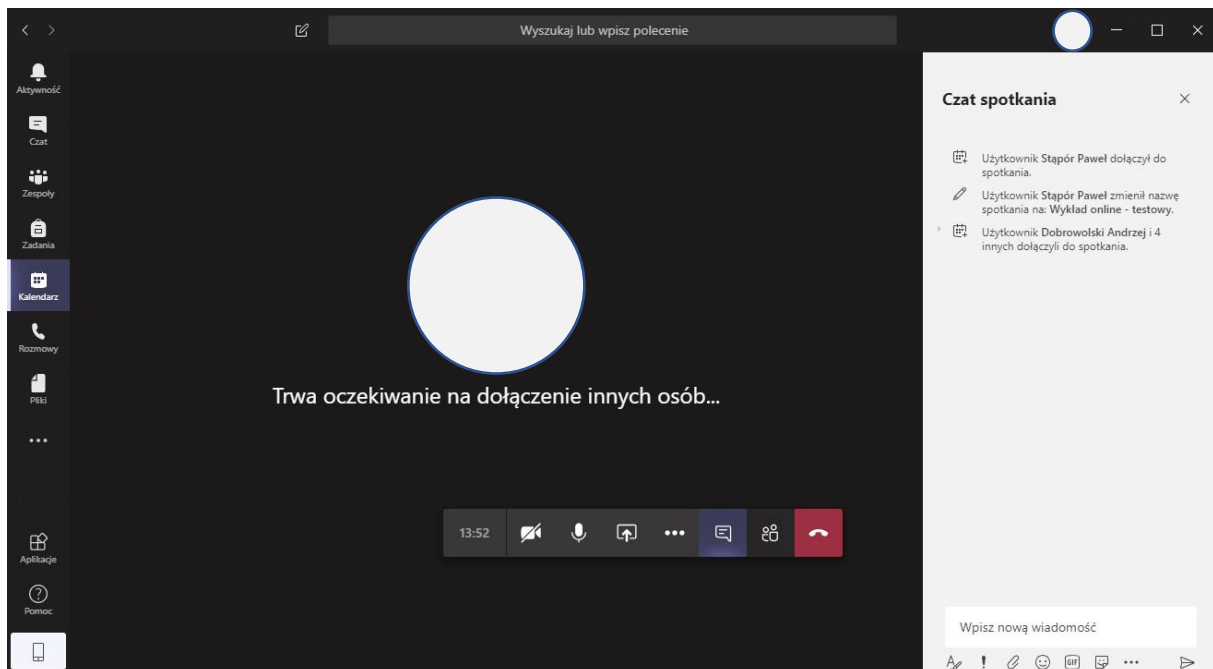 Wyszukaj lub wpisz polecenie
Aktywność
Czat
Zespoły
Zadania
Kalendarz
Rozmowy
Pliki
Aplikacje
Pomoc
Trwa oczekiwanie na dołączenie innych osób...
13:52
Czat spotkania
Użytkownik Stąpór Paweł dołączył do
spotkania.
Użytkownik Stąpór Paweł zmienił nazwę
spotkania na: Wykład online - testowy.
Użytkownik Dobrowolski Andrzej i 4
innych dołączyli do spotkania.
Wpisz nową wiadomość
GIF